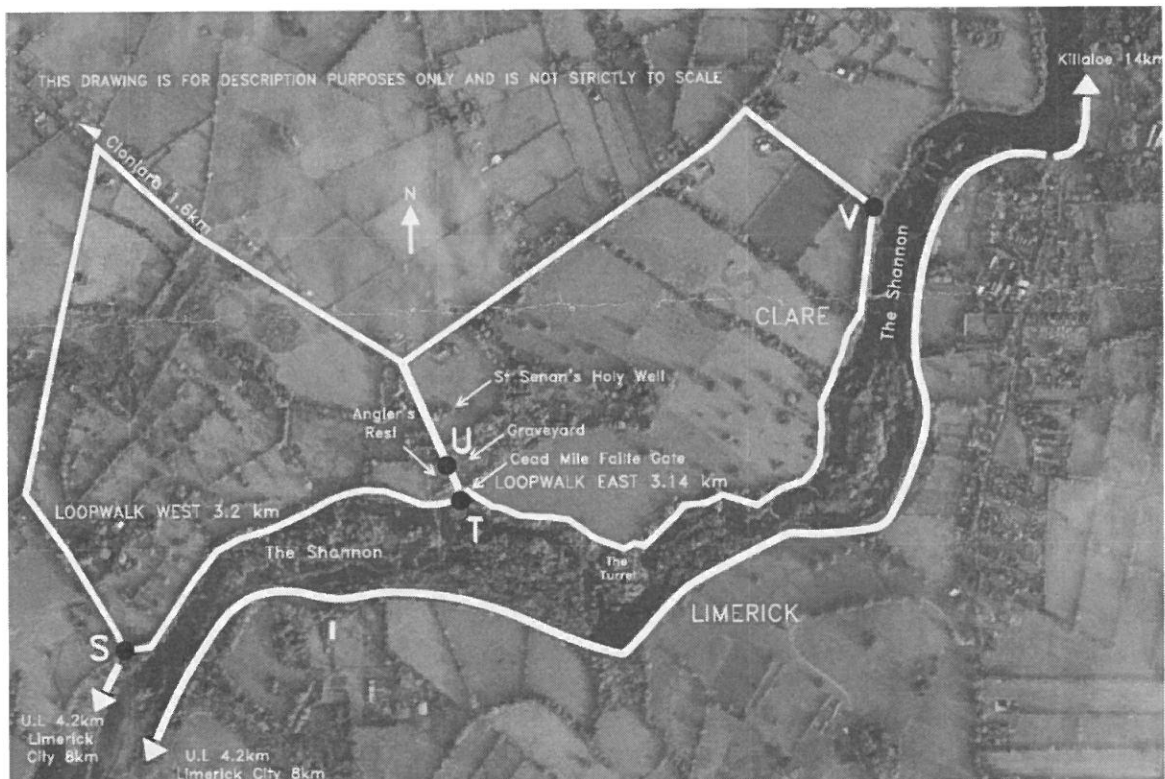 Killaloe 14km
THIS DRAWING IS FOR DESCRIPTION PURPOSES ONLY AND IS NOT STRICTLY TO SCALE
Clonlara 1.6km
N
V
The Shannon
CLARE
St Senan's Holy Well
Angler's
Rest
U
Graveyard
Cead Mile Failte Gate
LOOPWALK EAST 3.14 km
LOOPWALK WEST 3.2 km
T
The Shannon
The
Turret
LIMERICK
S
U.L 4.2km
Limerick
City 8km
U.L 4.2km
Limerick City 8km